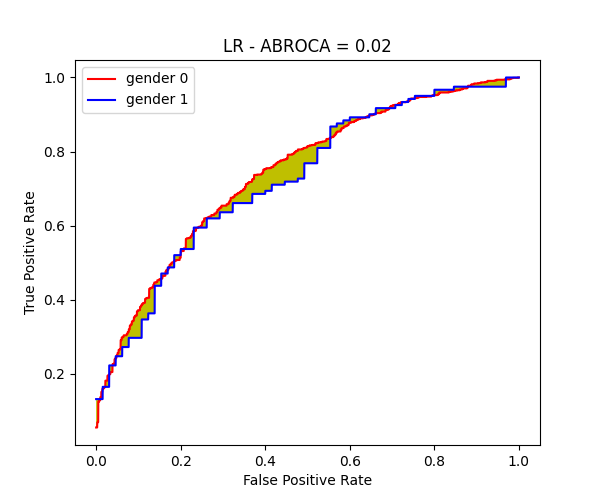 LR - ABROCA = 0.02
gender 0
gender 1
True Positive Rate
1.0
0.8
0.6
0.4
0.2
0.0 0.2 0.4 0.6 0.8 1.0
False Positive Rate